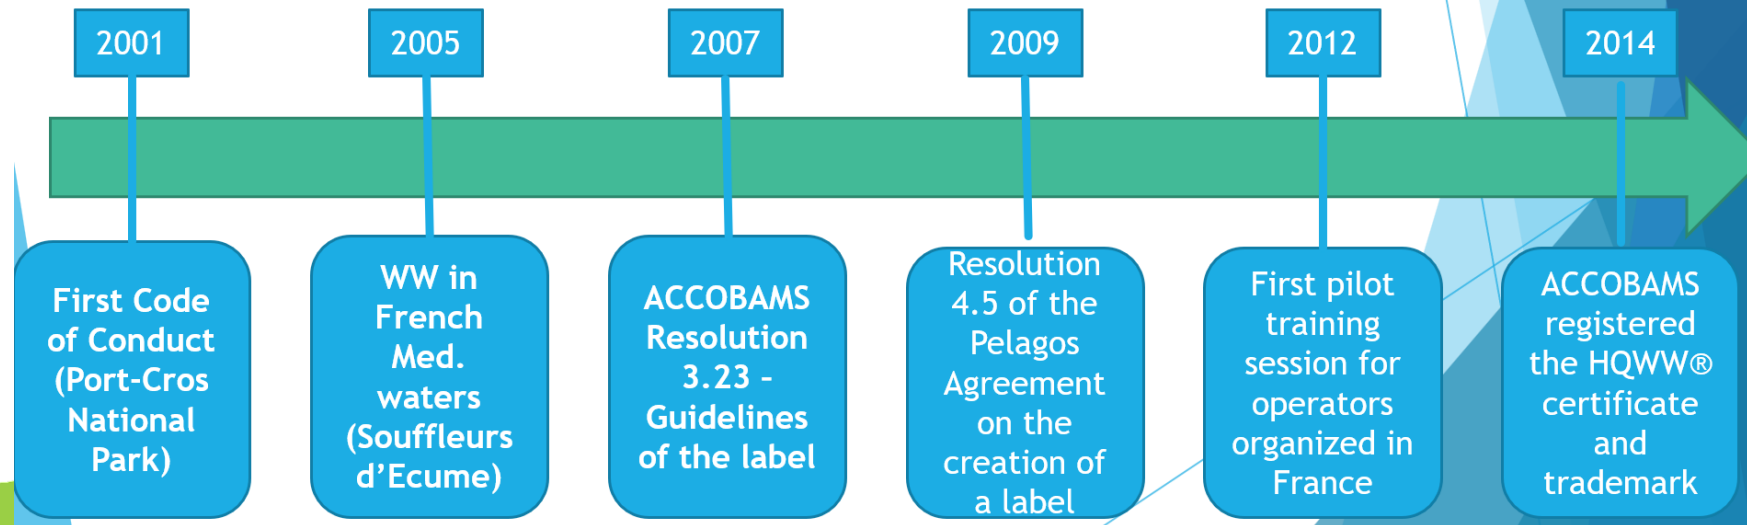 2001
2005
2007
2009
2012
2014
First Code
of Conduct
(Port-Cros
National
Park)
WW in
French
Med.
waters
(Souffleurs
d’Ecume)
ACCOBAMS
Resolution
3.23 –
Guidelines
of the label
Resolution
4.5 of the
Pelagos
Agreement
on the
creation of
a label
First pilot
training
session for
operators
organized in
France
ACCOBAMS
registered
the HQWW®
certificate
and
trademark